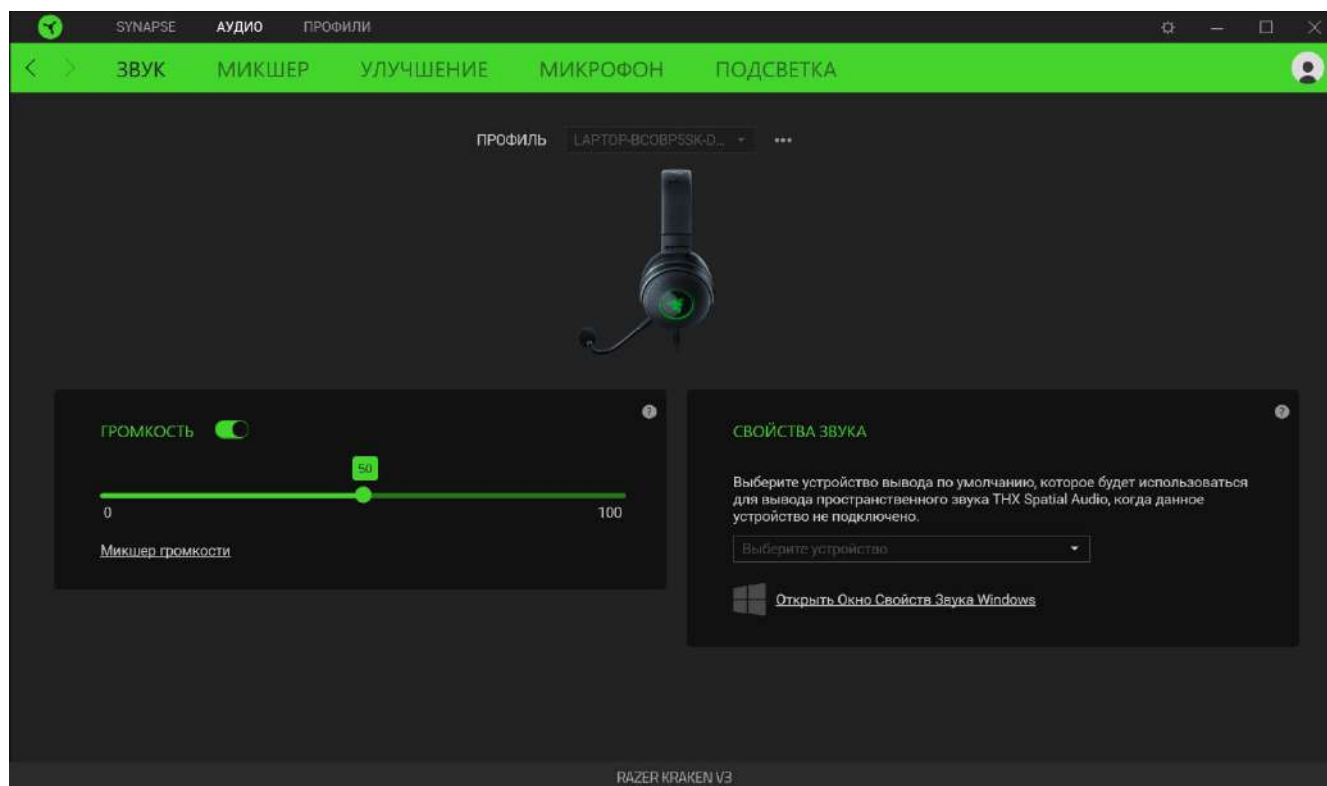 SYNAPSE АУДИО ПРОФИЛИ
ЗВУК МИКШЕР УЛУЧШЕНИЕ МИКРОФОН ПОДСВЕТКА
ПРОФИЛЬ LAPTOP-BCOBP5SK-D...
ГРОМКОСТЬ
50
0 100
Микшер громкости
СВОЙСТВА ЗВУКА
Выберите устройство вывода по умолчанию, которое будет использоваться
для вывода пространственного звука THX Spatial Audio, когда данное
устройство не подключено.
Выберите устройство
Открыть Окно Свойств Звука Windows
RAZER KRAKEN V3